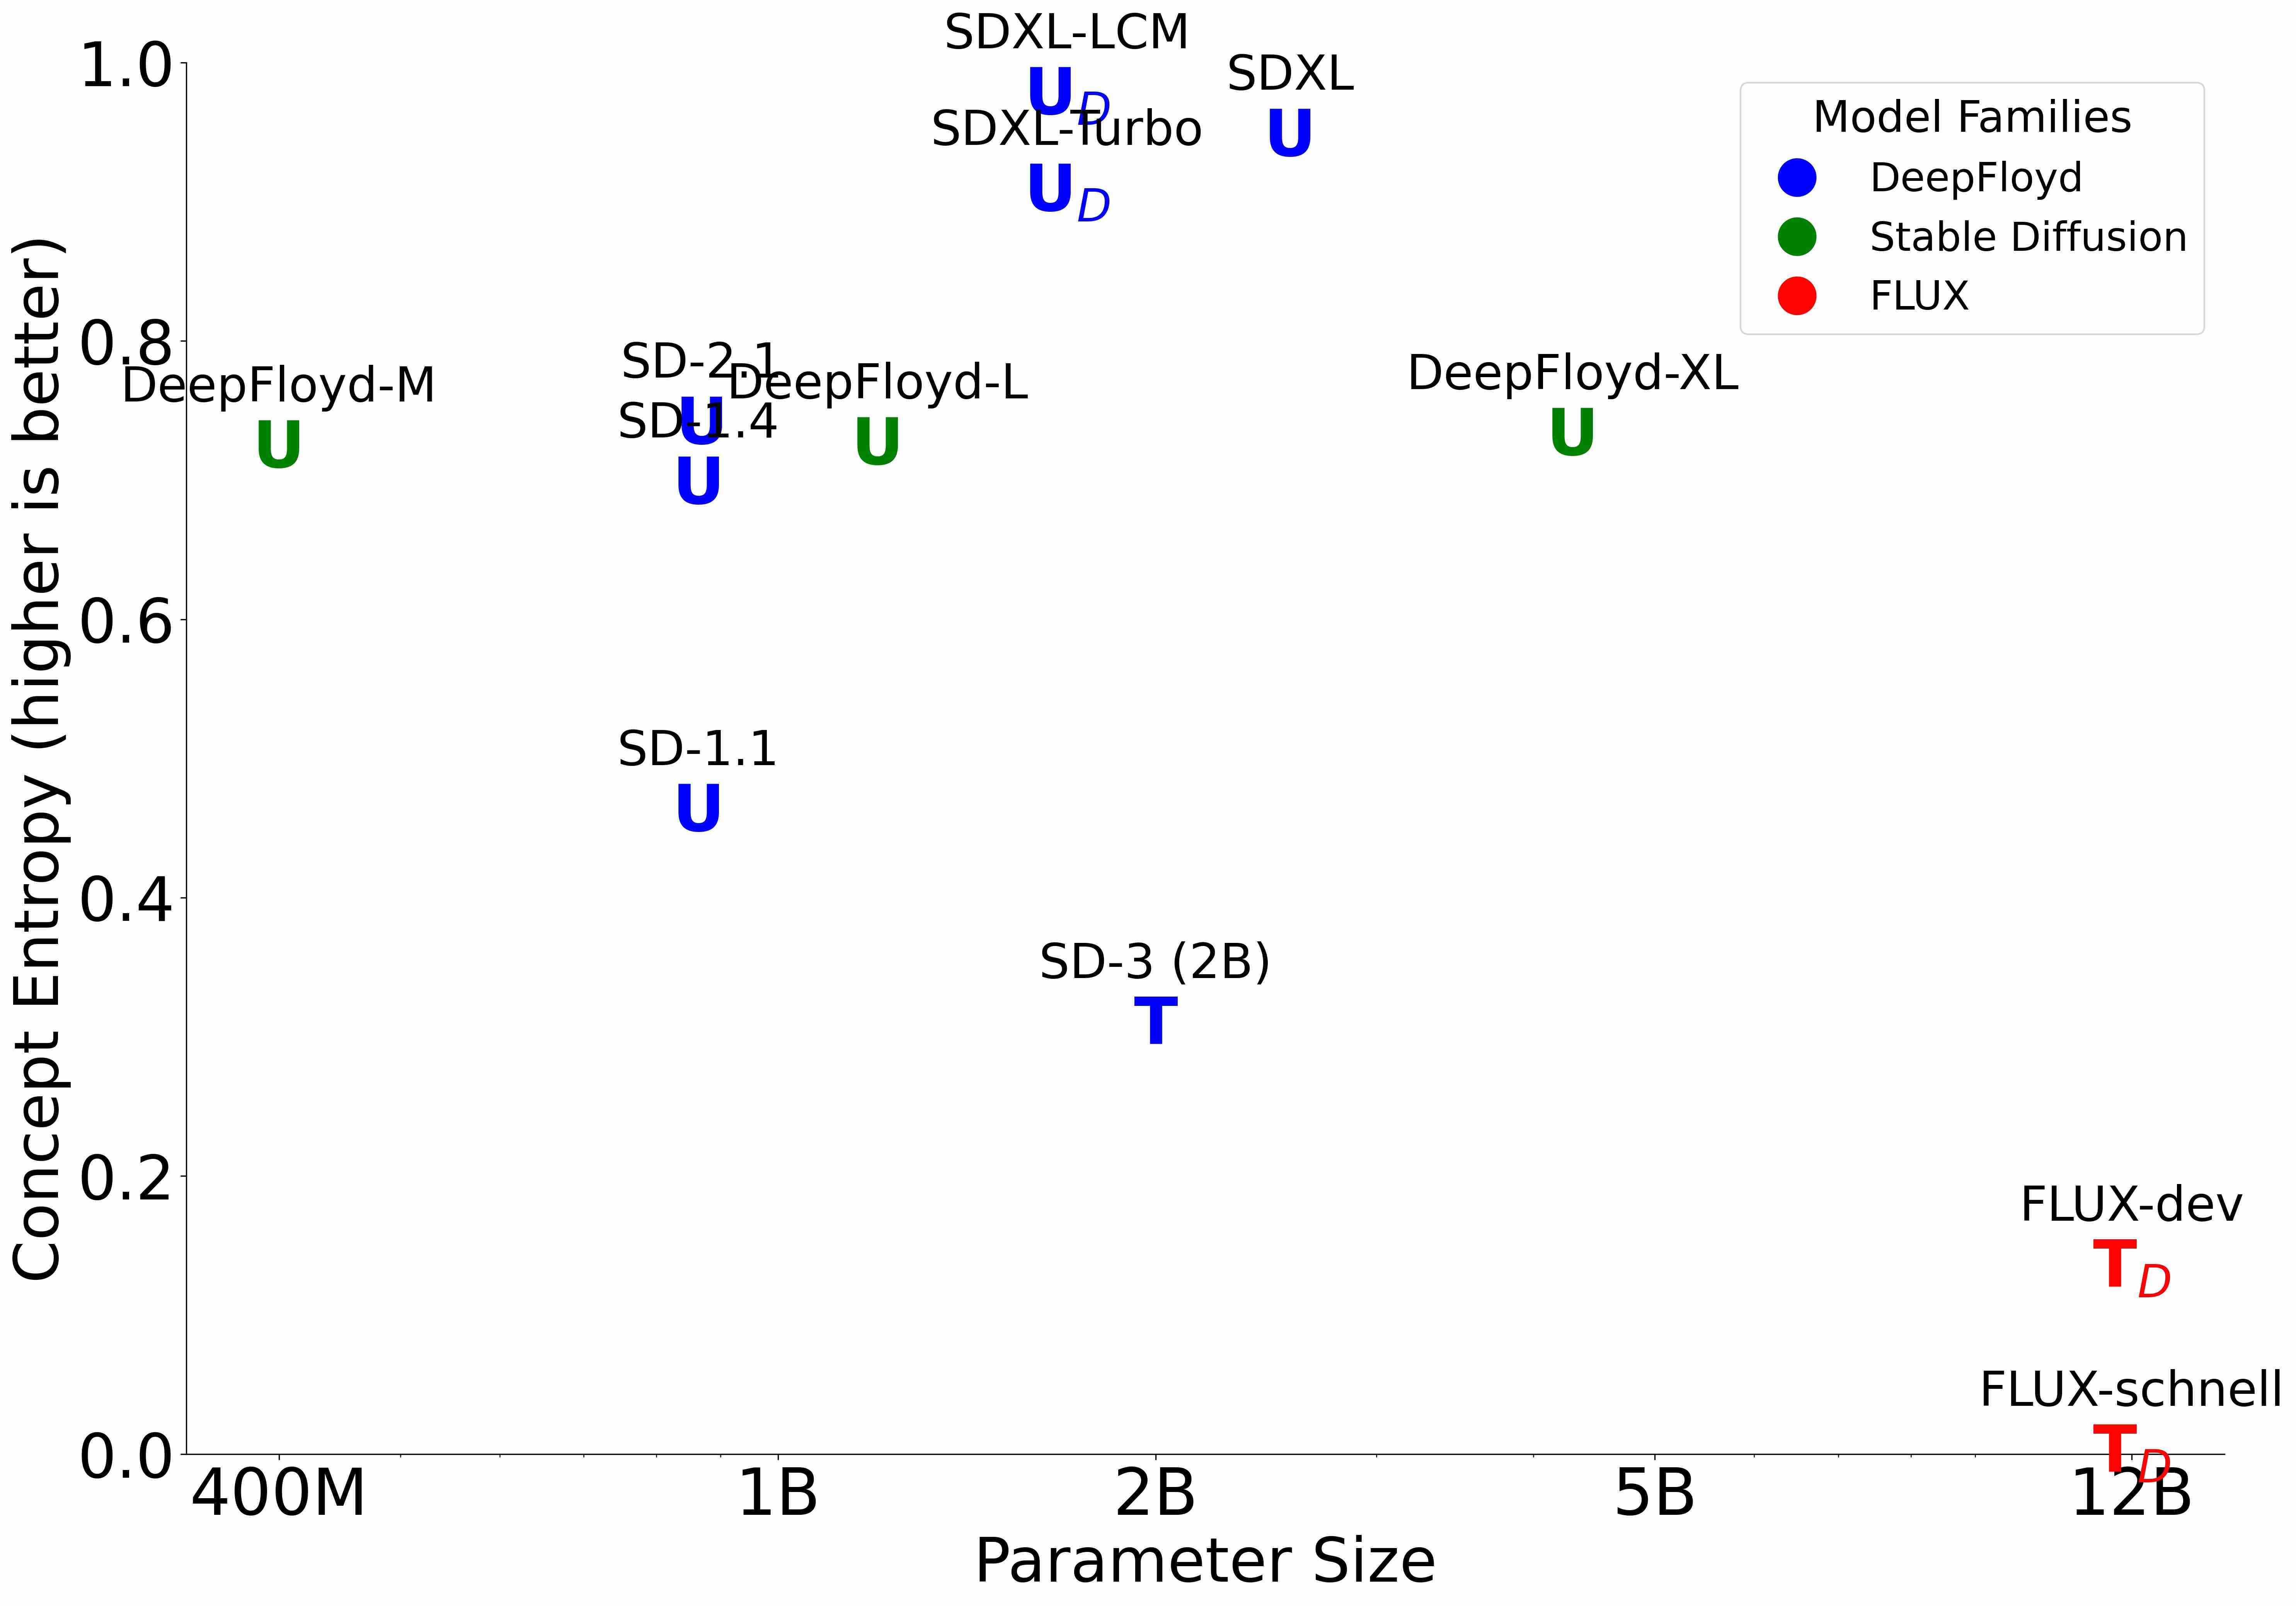 SDXL-LCM
U_D
SDXL
U
SDXL-Turbo
U_D
Model Families
DeepFloyd
Stable Diffusion
FLUX
SD-2.1
U
DeepFloyd-M
U
DeepFloyd-L
U
DeepFloyd-XL
U
SD-1.4
U
SD-1.1
U
SD-3 (2B)
T
FLUX-dev
T_D
FLUX-schnell
T_D
Concept Entropy (higher is better)
1.0
0.8
0.6
0.4
0.2
0.0
400M
1B
2B
5B
12B
Parameter Size